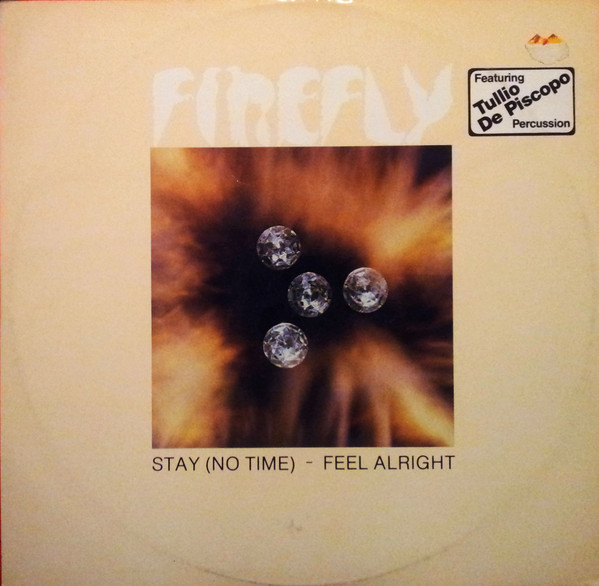 FIREFLY
Featuring
Tullio
De Piscopo
Percussion
STAY (NO TIME) - FEEL ALRIGHT